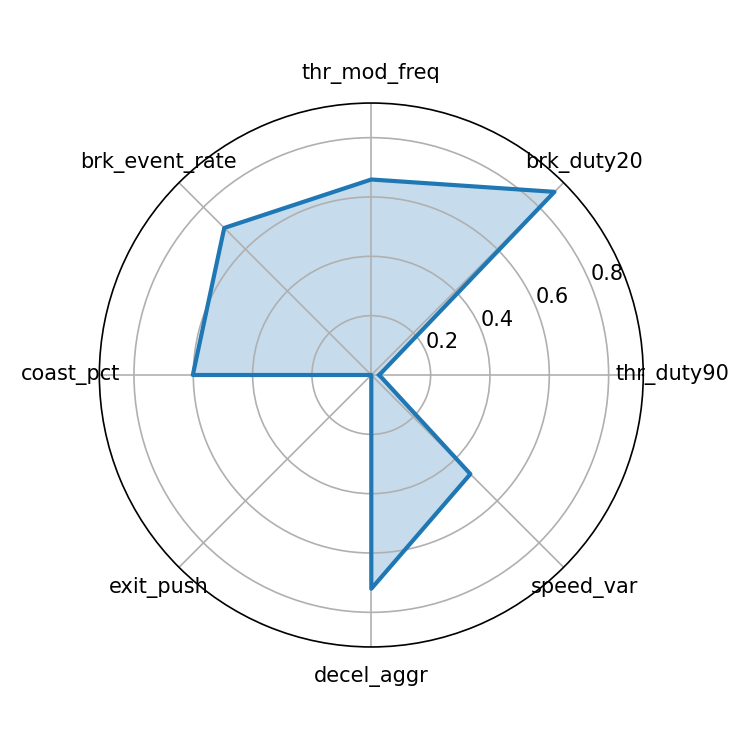 thr_mod_freq
brk_event_rate
brk_duty20
0.8
0.6
0.4
0.2
coast_pct
thr_duty90
exit_push
speed_var
decel_aggr